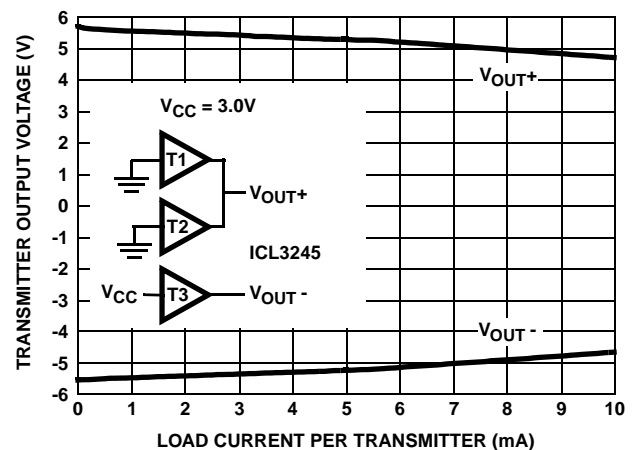 TRANSMITTER OUTPUT VOLTAGE (V)
6
5
4
3
2
1
0
-1
-2
-3
-4
-5
-6
VOUT+
VCC = 3.0V
T1
VOUT+
T2
ICL3245
VCC
T3
VOUT -
VOUT -
0 1 2 3 4 5 6 7 8 9 10
LOAD CURRENT PER TRANSMITTER (mA)